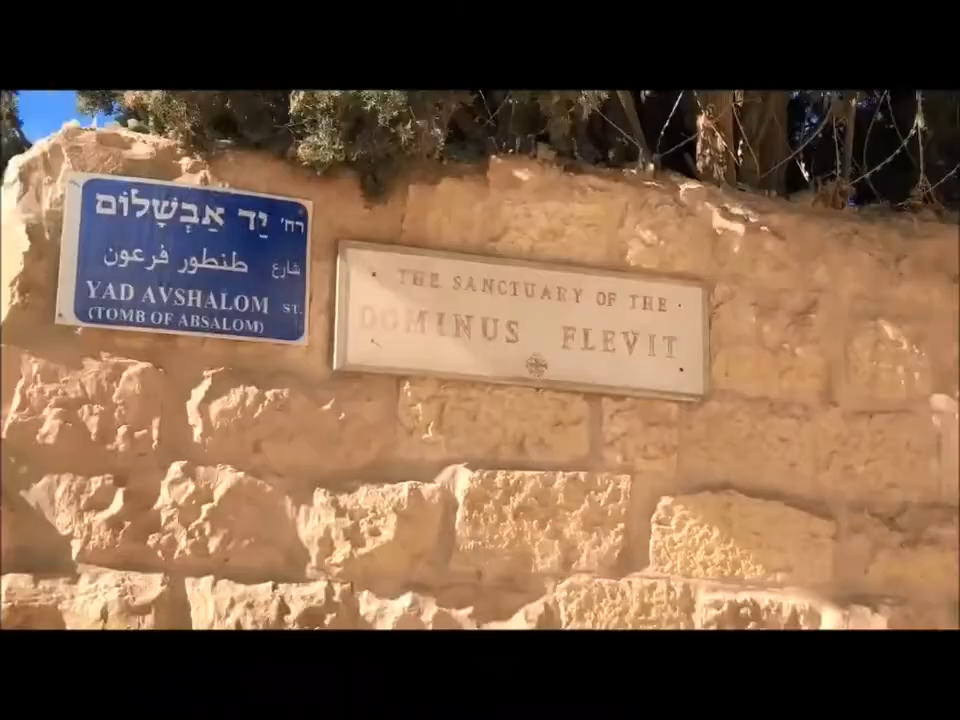 רח' יַד אַבְשָׁלוֹם
شارع طنطور فرعون
YAD AVSHALOM ST.
(TOMB OF ABSALOM)
THE SANCTUARY OF THE
DOMINUS FLEVIT